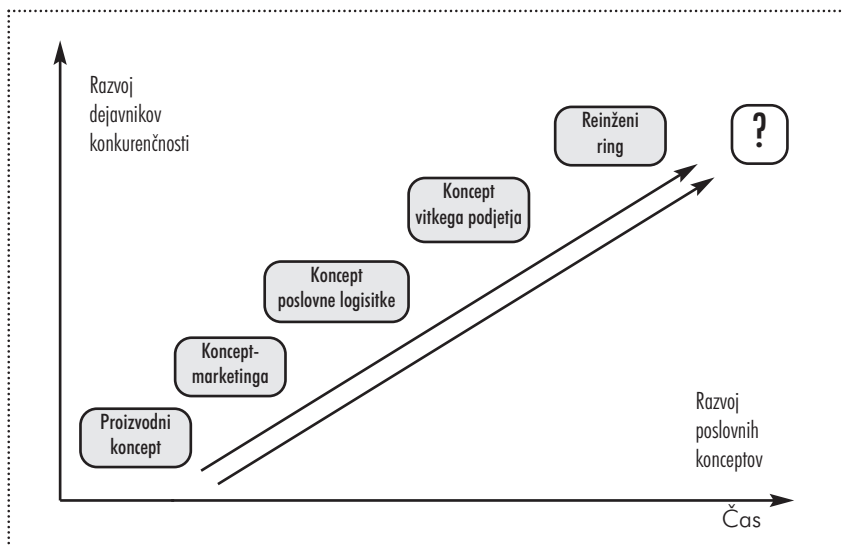 Razvoj
dejavnikov
konkurenčnosti
Reinženi
ring
?
Koncept
vitkega podjetja
Koncept
poslovne logisitke
Koncept-
marketinga
Proizvodni
koncept
Razvoj
poslovnih
konceptov
Čas